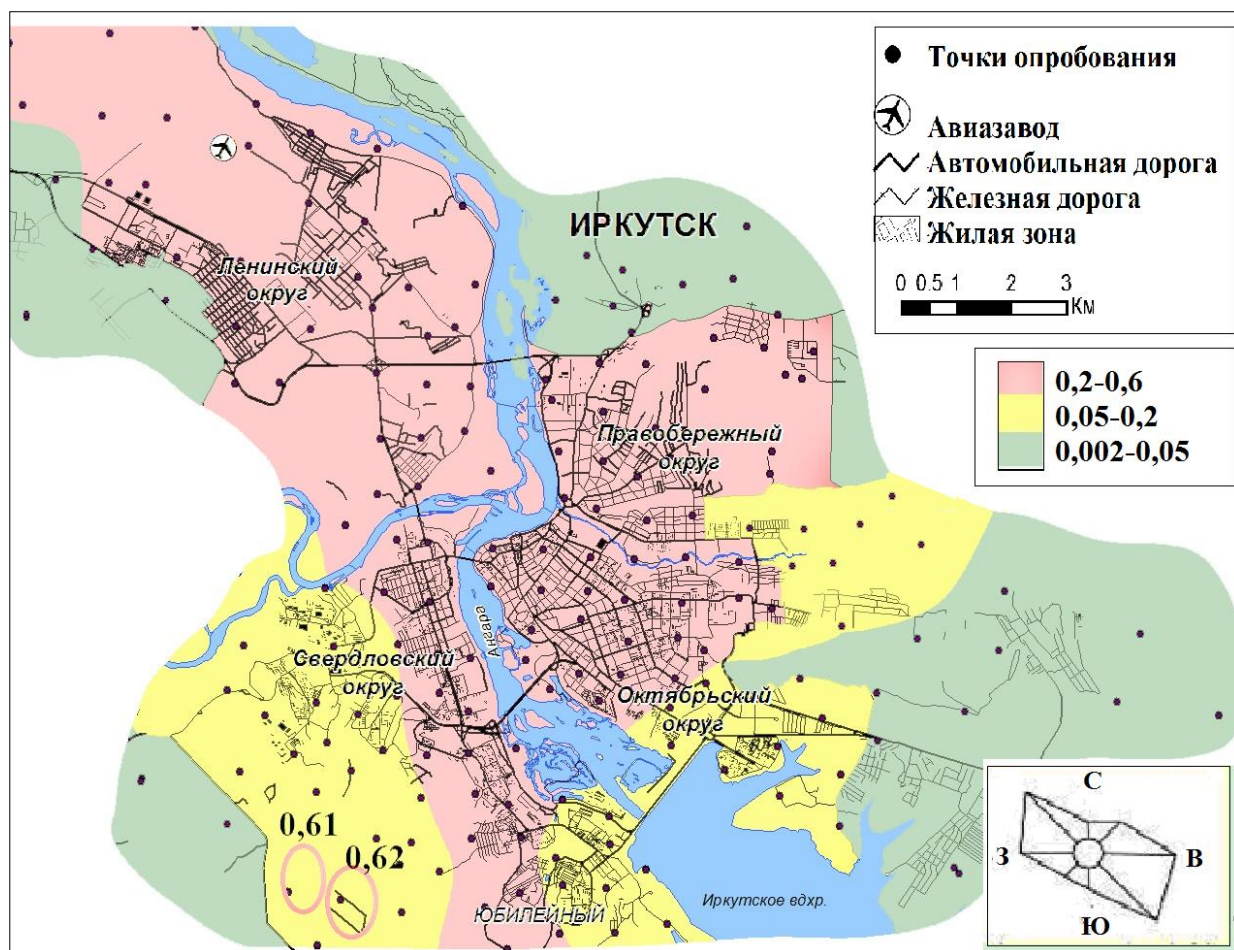 Точки опробования
Авиазавод
Автомобильная дорога
Железная дорога
Жилая зона
0 0.5 1 2 3
Км
ИРКУТСК
Ленинский
округ
0,2-0,6
0,05-0,2
0,002-0,05
Правобережный
округ
Ангара
Свердловский
округ
Октябрьский
округ
0,61
0,62
ЮБИЛЕЙНЫЙ
Иркутское вдхр.
С
З
В
Ю